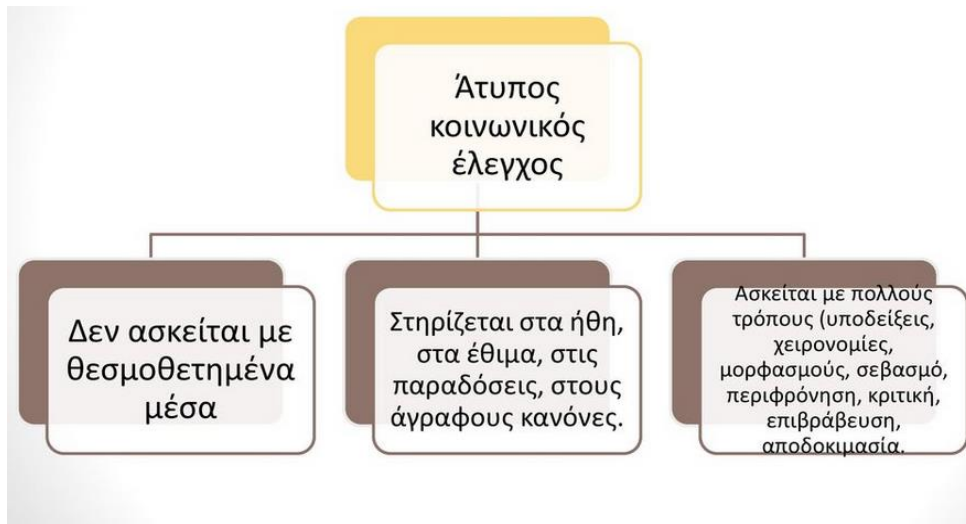 Άτυπος
κοινωνικός
έλεγχος
Δεν ασκείται με
θεσμοθετημένα
μέσα
Στηρίζεται στα ήθη,
στα έθιμα, στις
παραδόσεις, στους
άγραφους κανόνες.
Ασκείται με πολλούς
τρόπους (υποδείξεις,
χειρονομίες,
μορφασμούς, σεβασμό,
περιφρόνηση, κριτική,
επιβράβευση,
αποδοκιμασία.